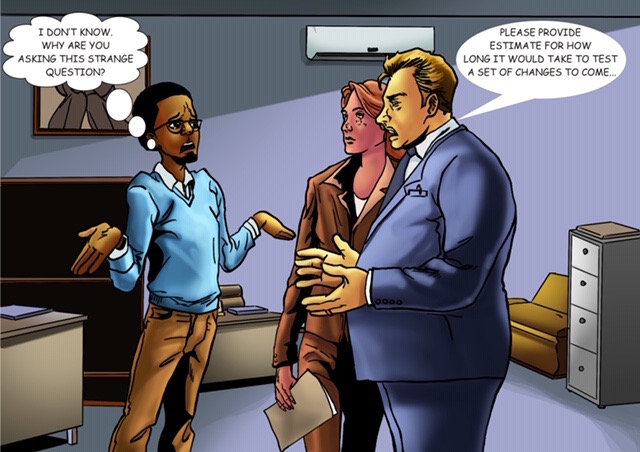 I DON'T KNOW.
WHY ARE YOU
ASKING THIS STRANGE
QUESTION?
PLEASE PROVIDE
ESTIMATE FOR HOW
LONG IT WOULD TAKE TO TEST
A SET OF CHANGES TO COME...